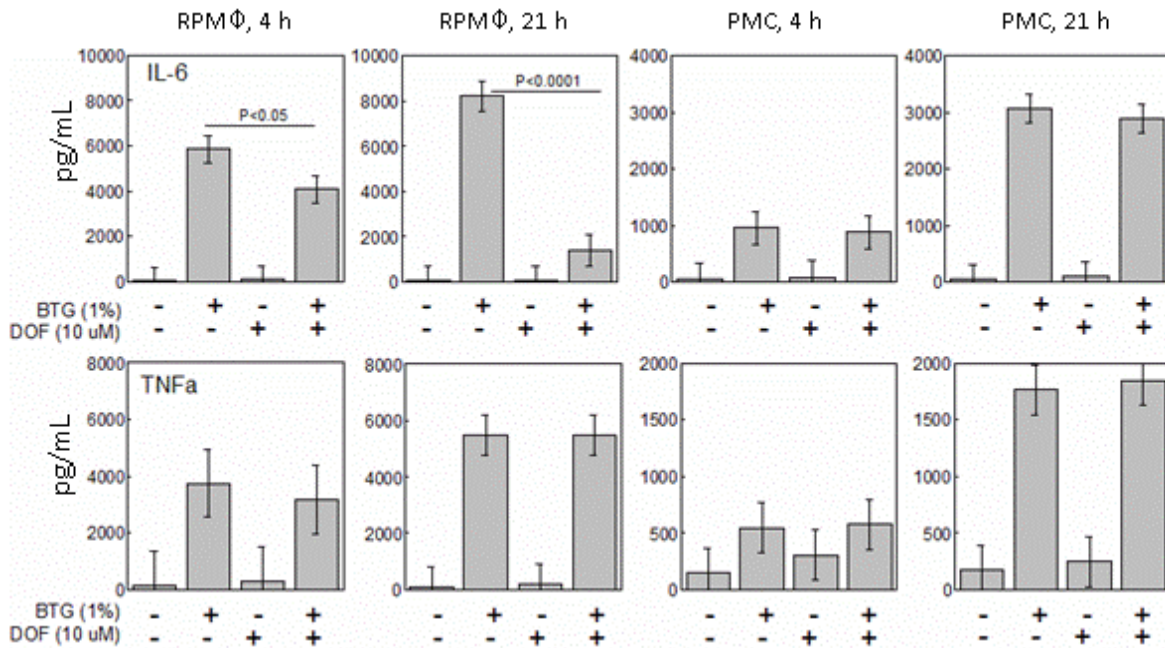 RPMΦ, 4 h RPMΦ, 21 h PMC, 4 h PMC, 21 h
10000 10000 4000 4000
IL-6
8000 P<0.05 8000 P<0.0001 3000 3000
6000 6000
pg/mL 2000 2000
4000 4000
1000 1000
2000 2000
0 0 0 0
BTG (1%) - + - + - + - + - + - + - + - +
DOF (10 uM) - - + + - - + + - - + + - - + +
8000 8000 2000 2000
TNFa
6000 6000 1500 1500
pg/mL
4000 4000 1000 1000
2000 2000 500 500
0 0 0 0
BTG (1%) - + - + - + - + - + - + - + - +
DOF (10 uM) - - + + - - + + - - + + - - + +